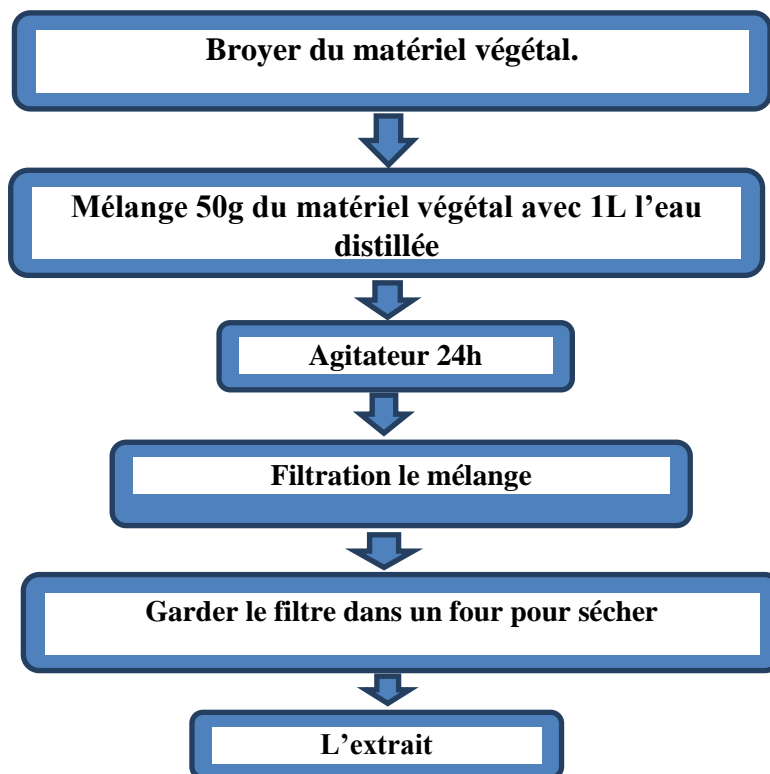 Broyer du matériel végétal.
Mélange 50g du matériel végétal avec 1L l’eau
distillée
Agitateur 24h
Filtration le mélange
Garder le filtre dans un four pour sécher
L’extrait